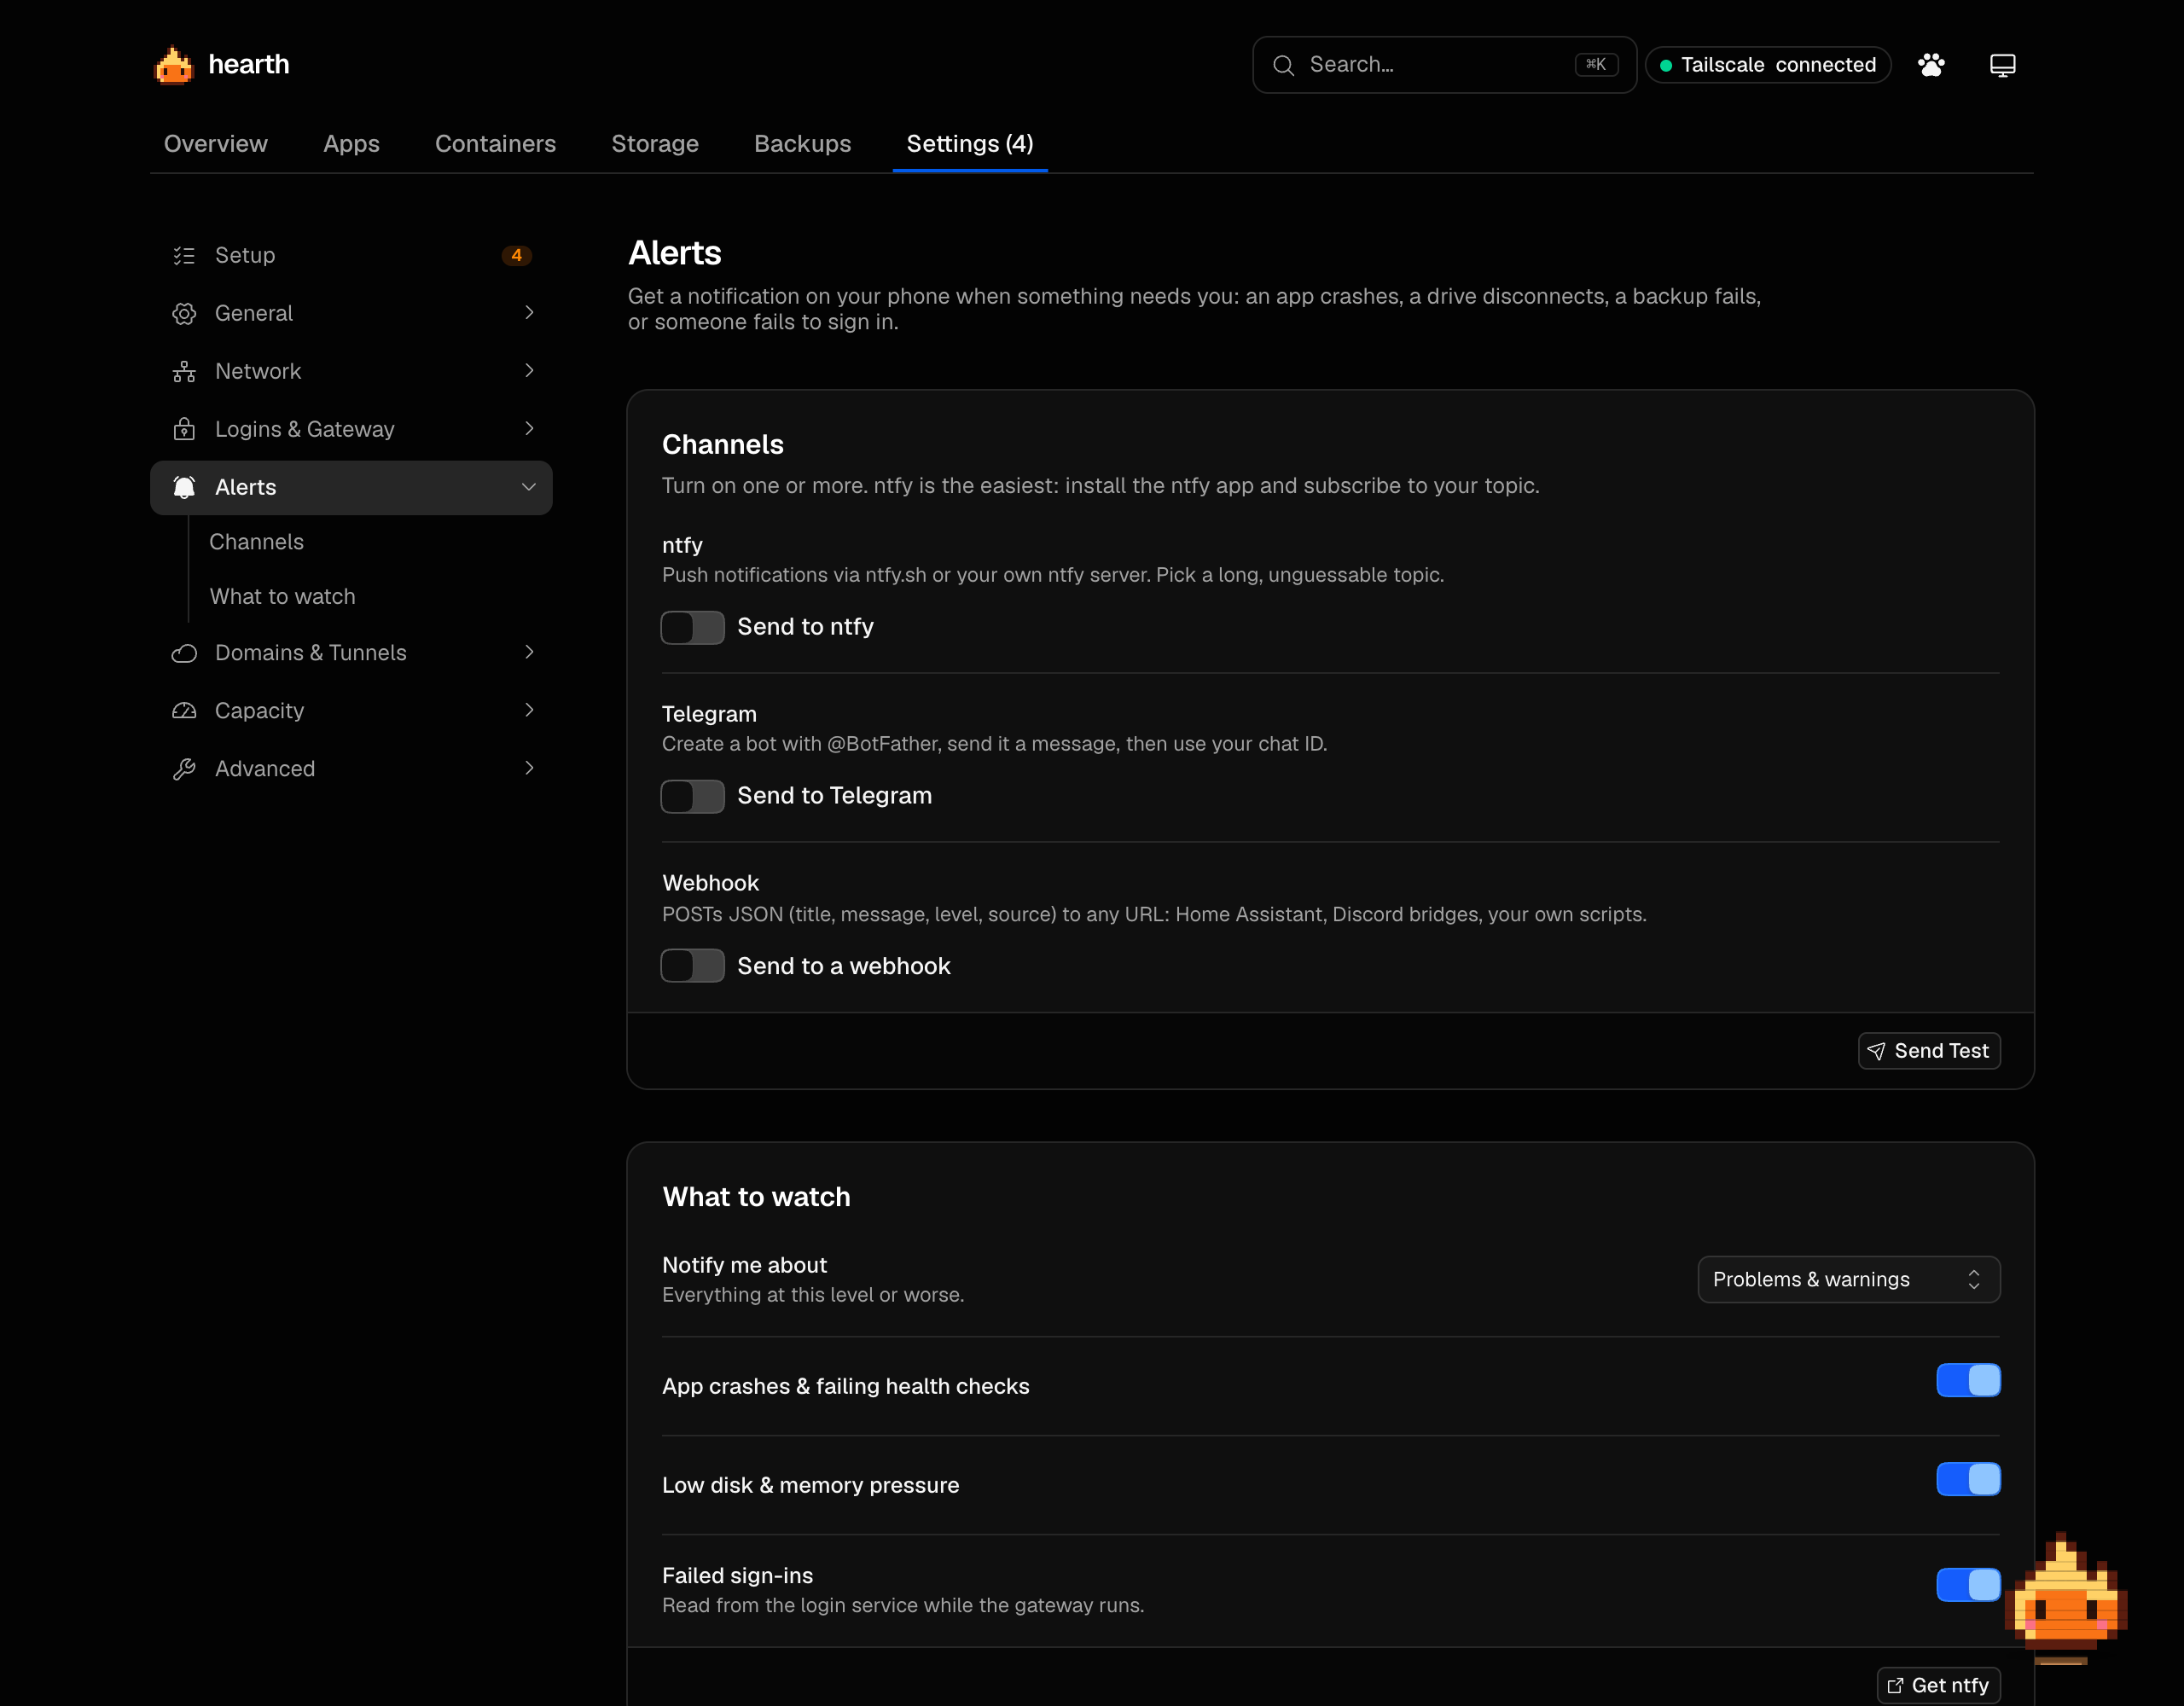 hearth
Search...
⌘K
Tailscale connected
Overview
Apps
Containers
Storage
Backups
Settings (4)
Setup
4
General
Network
Logins & Gateway
Alerts
Channels
What to watch
Domains & Tunnels
Capacity
Advanced
Alerts
Get a notification on your phone when something needs you: an app crashes, a drive disconnects, a backup fails,
or someone fails to sign in.
Channels
Turn on one or more. ntfy is the easiest: install the ntfy app and subscribe to your topic.
ntfy
Push notifications via ntfy.sh or your own ntfy server. Pick a long, unguessable topic.
Send to ntfy
Telegram
Create a bot with @BotFather, send it a message, then use your chat ID.
Send to Telegram
Webhook
POSTs JSON (title, message, level, source) to any URL: Home Assistant, Discord bridges, your own scripts.
Send to a webhook
Send Test
What to watch
Notify me about
Everything at this level or worse.
Problems & warnings
App crashes & failing health checks
Low disk & memory pressure
Failed sign-ins
Read from the login service while the gateway runs.
Get ntfy